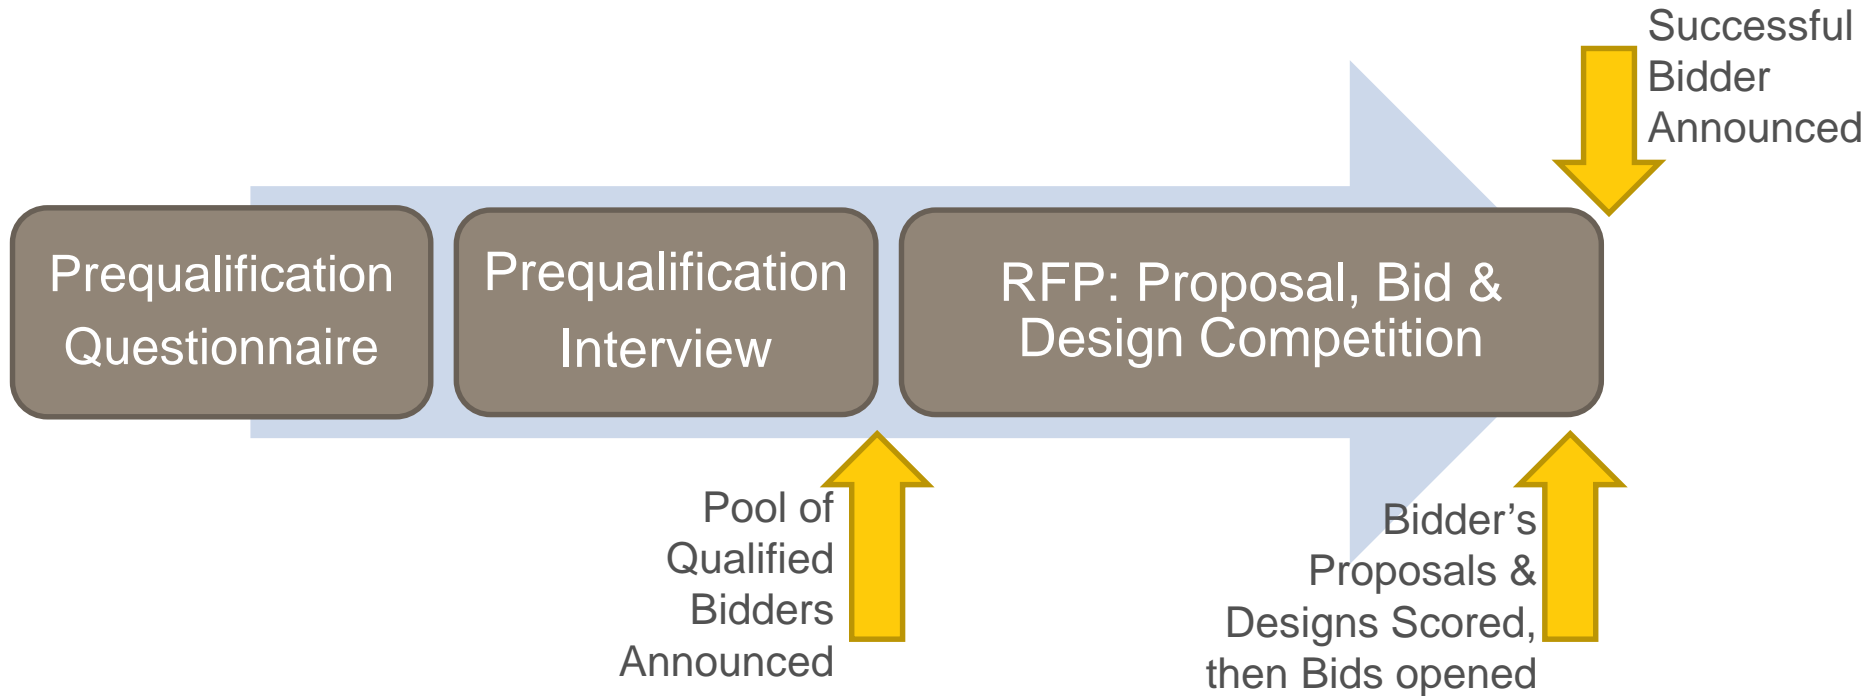 Successful
Bidder
Announced
Prequalification
Questionnaire
Prequalification
Interview
RFP: Proposal, Bid &
Design Competition
Pool of
Qualified
Bidders
Announced
Bidder’s
Proposals &
Designs Scored,
then Bids opened